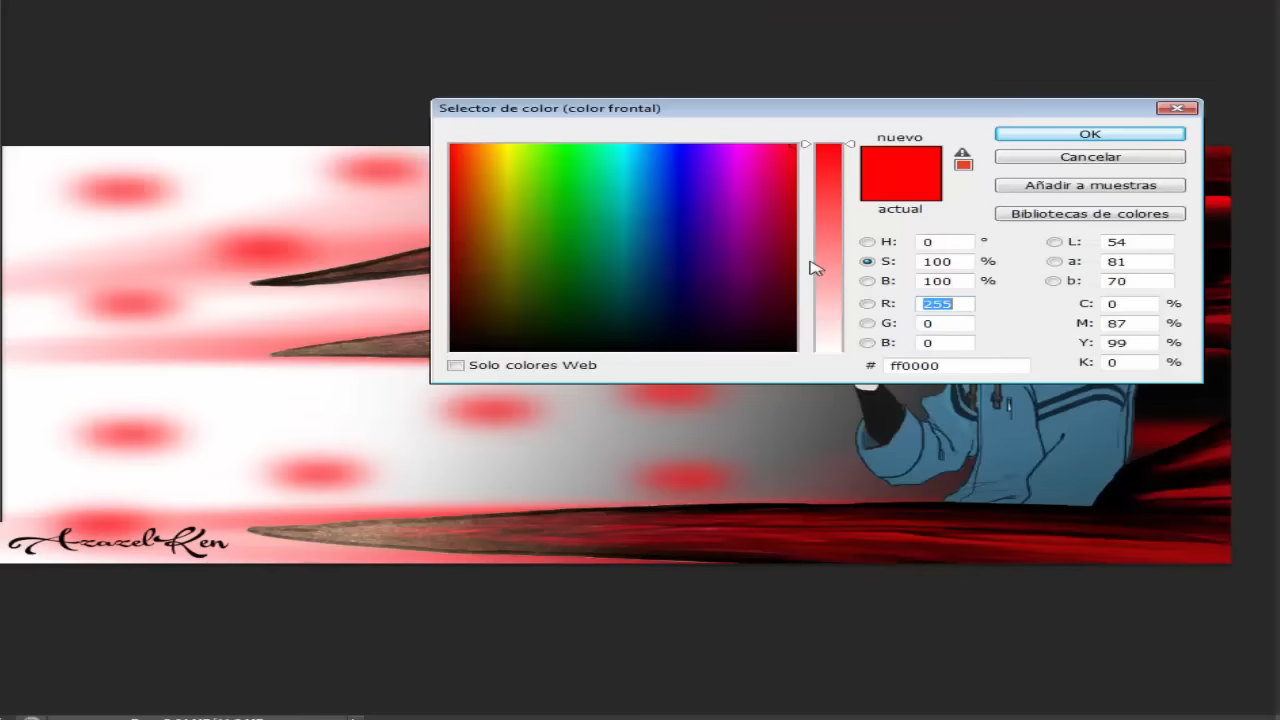 Selector de color (color frontal)
nuevo
actual
OK
Cancelar
Añadir a muestras
Bibliotecas de colores
H: 0 °
S: 100 %
B: 100 %
R: 255
G: 0
B: 0
# ff0000
L: 54
a: 81
b: 70
C: 0 %
M: 87 %
Y: 99 %
K: 0 %
Solo colores Web
AzazelKen